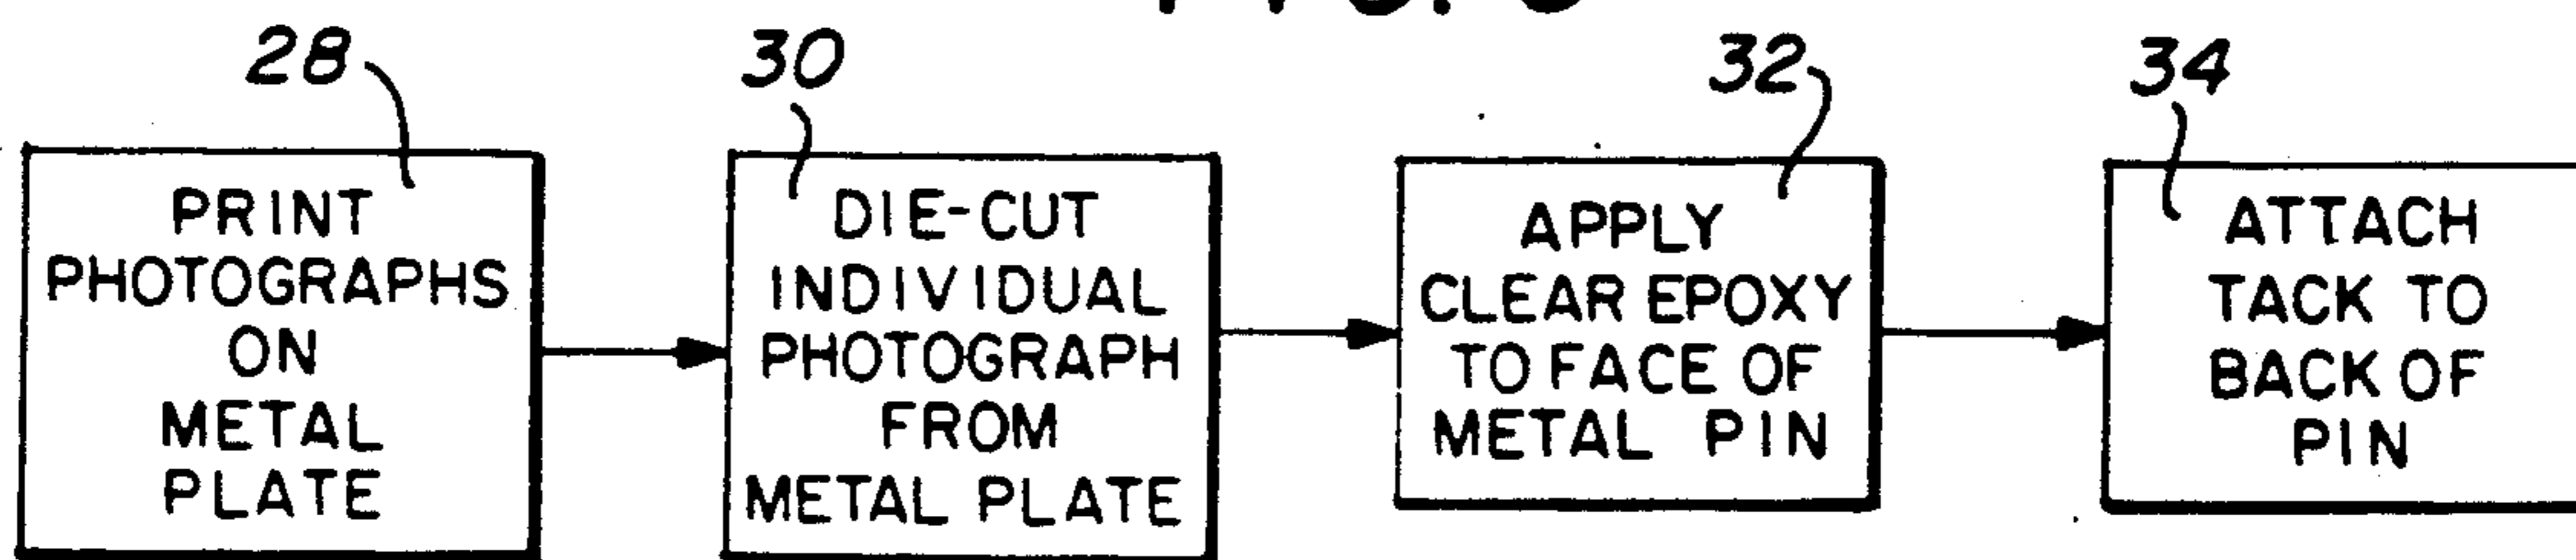 28
30
32
34
PRINT
PHOTOGRAPHS
ON
METAL
PLATE
DIE-CUT
INDIVIDUAL
PHOTOGRAPH
FROM
METAL PLATE
APPLY
CLEAR EPOXY
TO FACE OF
METAL PIN
ATTACH
TACK TO
BACK OF
PIN